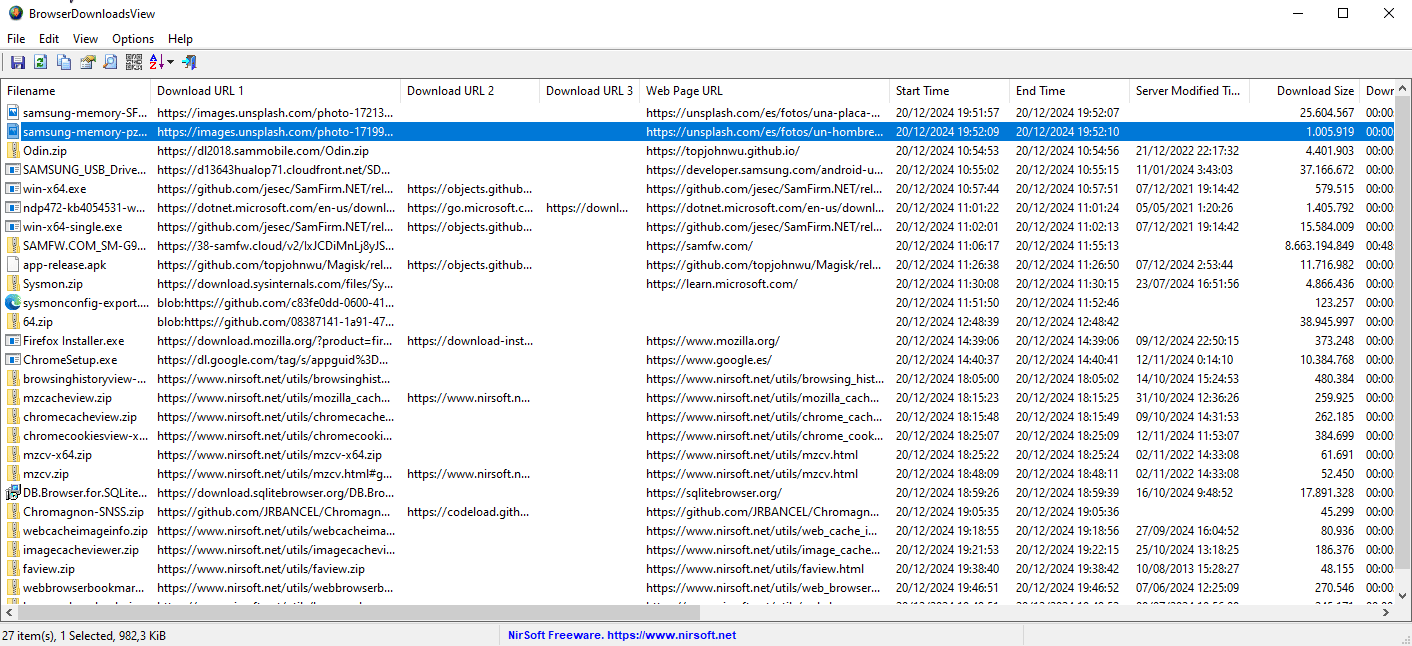 BrowserDownloadsView
File Edit View Options Help
Filename Download URL 1 Download URL 2 Download URL 3 Web Page URL Start Time End Time Server Modified Ti... Download Size Down
samsung-memory-SF... https://images.unsplash.com/photo-17213... https://unsplash.com/es/fotos/una-placa-... 20/12/2024 19:51:57 20/12/2024 19:52:07 25.604.567 00:00
samsung-memory-pz... https://images.unsplash.com/photo-17199... https://unsplash.com/es/fotos/un-hombre... 20/12/2024 19:52:09 20/12/2024 19:52:10 1.005.919 00:00
Odin.zip https://dl2018.sammobile.com/Odin.zip https://topjohnwu.github.io/ 20/12/2024 10:54:53 20/12/2024 10:54:56 21/12/2022 22:17:32 4.401.903 00:00
SAMSUNG_USB_Drive... https://d13643hualop71.cloudfront.net/SD... https://developer.samsung.com/android-u... 20/12/2024 10:55:02 20/12/2024 10:55:15 11/01/2024 3:43:03 37.166.672 00:00
win-x64.exe https://github.com/jesec/SamFirm.NET/rel... https://objects.github... https://github.com/jesec/SamFirm.NET/rel... 20/12/2024 10:57:44 20/12/2024 10:57:51 07/12/2021 19:14:42 579.515 00:00
ndp472-kb4054531-w... https://dotnet.microsoft.com/en-us/downl... https://go.microsoft.c... https://downl... https://dotnet.microsoft.com/en-us/downl... 20/12/2024 11:01:22 20/12/2024 11:01:24 05/05/2021 1:20:26 1.405.792 00:00
win-x64-single.exe https://github.com/jesec/SamFirm.NET/rel... https://objects.github... https://github.com/jesec/SamFirm.NET/rel... 20/12/2024 11:02:01 20/12/2024 11:02:13 07/12/2021 19:14:42 15.584.009 00:00
SAMFW.COM_SM-G9... https://38-samfw.cloud/v2/IxJCDiMnLj8yJS... https://samfw.com/ 20/12/2024 11:06:17 20/12/2024 11:55:13 8.663.194.849 00:48
app-release.apk https://github.com/topjohnwu/Magisk/rel... https://objects.github... https://github.com/topjohnwu/Magisk/rel... 20/12/2024 11:26:38 20/12/2024 11:26:50 07/12/2024 2:53:44 11.716.982 00:00
Sysmon.zip https://download.sysinternals.com/files/Sy... https://learn.microsoft.com/ 20/12/2024 11:30:08 20/12/2024 11:30:15 23/07/2024 16:51:56 4.866.436 00:00
sysmonconfig-export.... blob:https://github.com/c83fe0dd-0600-41... 20/12/2024 11:51:50 20/12/2024 11:52:46 123.257 00:00
64.zip blob:https://github.com/08387141-1a91-47... 20/12/2024 12:48:39 20/12/2024 12:48:42 38.945.997 00:00
Firefox Installer.exe https://download.mozilla.org/?product=fir... https://download-inst... https://www.mozilla.org/ 20/12/2024 14:39:06 20/12/2024 14:39:06 09/12/2024 22:50:15 373.248 00:00
ChromeSetup.exe https://dl.google.com/tag/s/appguid%3D... https://www.google.es/ 20/12/2024 14:40:37 20/12/2024 14:40:41 12/11/2024 0:14:10 10.384.768 00:00
browsinghistoryview-... https://www.nirsoft.net/utils/browsinghist... https://www.nirsoft.net/utils/browsing_hist... 20/12/2024 18:05:00 20/12/2024 18:05:02 14/10/2024 15:24:53 480.384 00:00
mzcacheview.zip https://www.nirsoft.net/utils/mozilla_cach... https://www.nirsoft.n... https://www.nirsoft.net/utils/mozilla_cach... 20/12/2024 18:15:23 20/12/2024 18:15:25 31/10/2024 12:36:26 259.925 00:00
chromecacheview.zip https://www.nirsoft.net/utils/chromecache... https://www.nirsoft.net/utils/chrome_cach... 20/12/2024 18:15:48 20/12/2024 18:15:49 09/10/2024 14:31:53 262.185 00:00
chromecookiesview-x... https://www.nirsoft.net/utils/chromecooki... https://www.nirsoft.net/utils/chrome_cook... 20/12/2024 18:25:07 20/12/2024 18:25:09 12/11/2024 11:53:07 384.699 00:00
mzcv-x64.zip https://www.nirsoft.net/utils/mzcv-x64.zip https://www.nirsoft.net/utils/mzcv.html 20/12/2024 18:25:22 20/12/2024 18:25:24 02/11/2022 14:33:08 61.691 00:00
mzcv.zip https://www.nirsoft.net/utils/mzcv.html#g... https://www.nirsoft.n... https://www.nirsoft.net/utils/mzcv.html 20/12/2024 18:48:09 20/12/2024 18:48:11 02/11/2022 14:33:08 52.450 00:00
DB.Browser.for.SQLite... https://download.sqlitebrowser.org/DB.Bro... https://sqlitebrowser.org/ 20/12/2024 18:59:26 20/12/2024 18:59:39 16/10/2024 9:48:52 17.891.328 00:00
Chromagnon-SNSS.zip https://github.com/JRBANCEL/Chromagn... https://codeload.gith... https://github.com/JRBANCEL/Chromagn... 20/12/2024 19:05:35 20/12/2024 19:05:36 45.299 00:00
webcacheimageinfo.zip https://www.nirsoft.net/utils/webcacheima... https://www.nirsoft.net/utils/web_cache_i... 20/12/2024 19:18:55 20/12/2024 19:18:56 27/09/2024 16:04:52 80.936 00:00
imagecacheviewer.zip https://www.nirsoft.net/utils/imagecachevi... https://www.nirsoft.net/utils/image_cache... 20/12/2024 19:21:53 20/12/2024 19:22:15 25/10/2024 13:18:25 186.376 00:00
faview.zip https://www.nirsoft.net/utils/faview.zip https://www.nirsoft.net/utils/faview.html 20/12/2024 19:38:40 20/12/2024 19:38:42 10/08/2013 15:28:27 48.155 00:00
webbrowserbookmar... https://www.nirsoft.net/utils/webbrowserb... https://www.nirsoft.net/utils/web_browser... 20/12/2024 19:46:51 20/12/2024 19:46:52 07/06/2024 12:25:09 270.546 00:00
27 item(s), 1 Selected, 982,3 KiB NirSoft Freeware. https://www.nirsoft.net